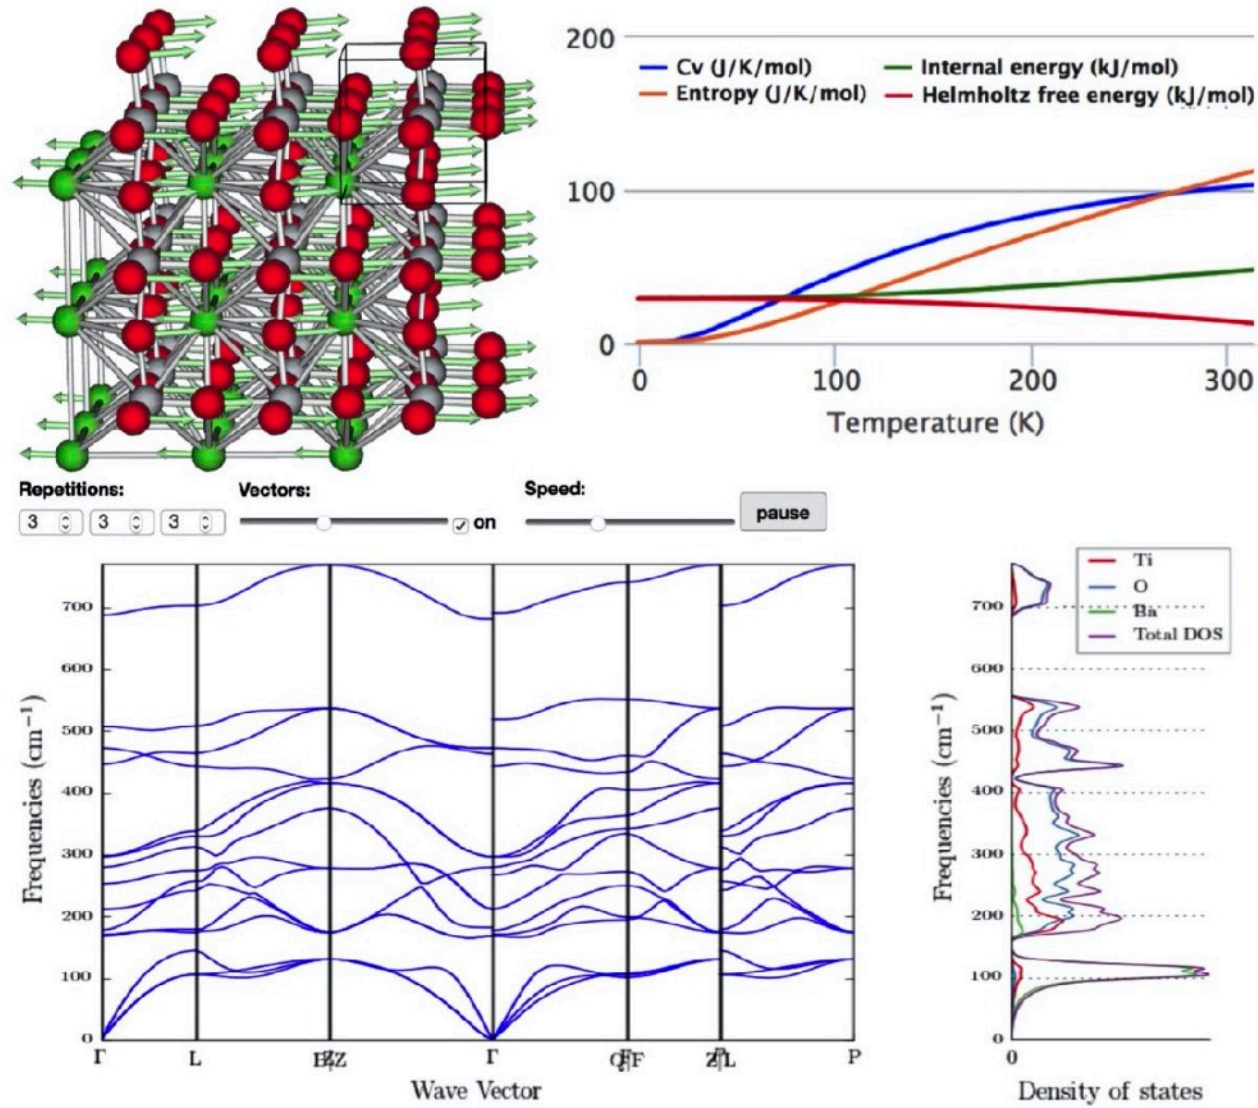 200
Cv (J/K/mol) Internal energy (kJ/mol)
Entropy (J/K/mol) Helmholtz free energy (kJ/mol)
100
0
0 100 200 300
Temperature (K)
Repetitions: Vectors: Speed:
3 3 3 on pause
Frequencies (cm⁻¹)
700
600
500
400
300
200
100
0
Γ L Γ P
Wave Vector
Ti
O
Ba
Total DOS
Frequencies (cm⁻¹)
700
600
500
400
300
200
100
0
0
Density of states